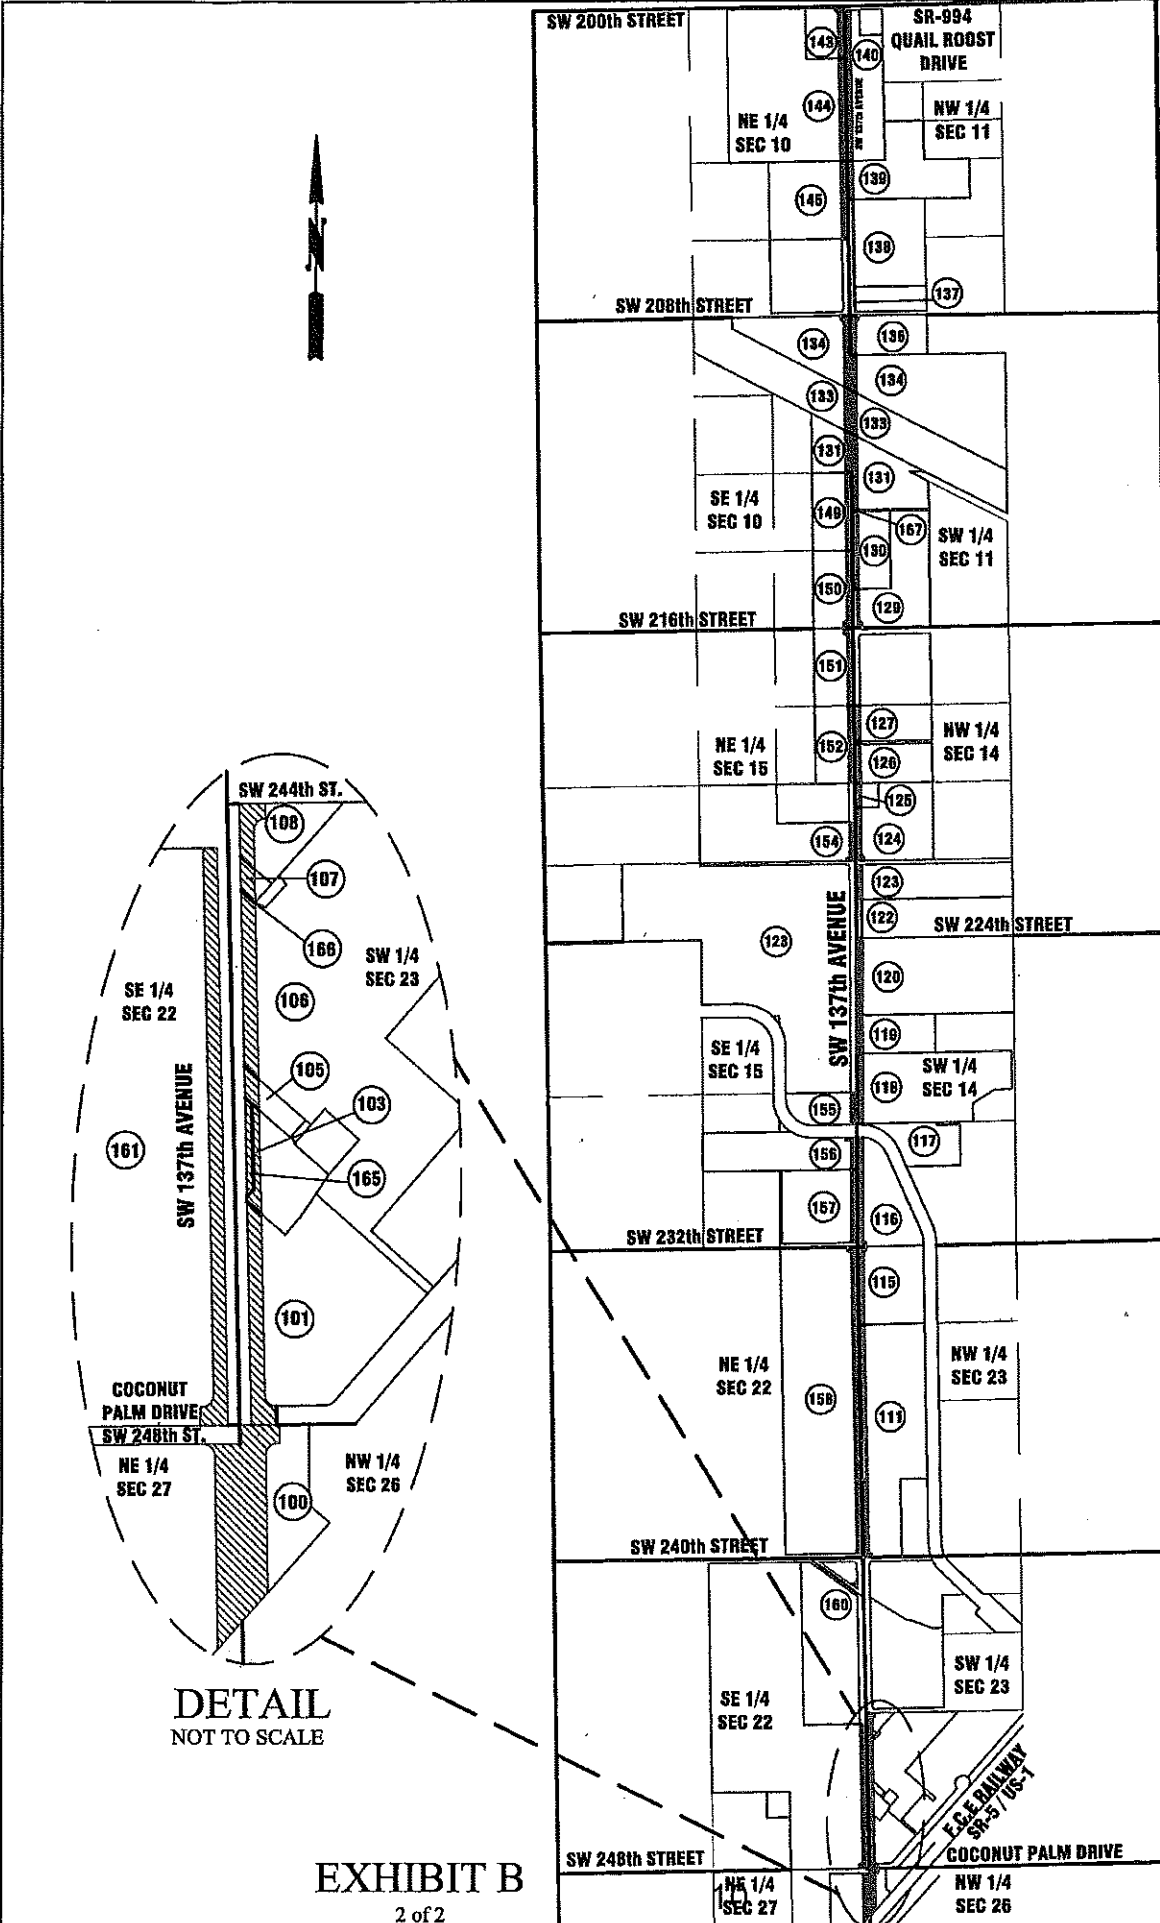 SW 200th STREET
SR-994
QUAIL ROOST
DRIVE
143
140
144
SW 137th AVENUE
NE 1/4
SEC 10
NW 1/4
SEC 11
139
145
138
137
SW 208th STREET
N
134
136
134
133
133
131
131
SE 1/4
SEC 10
149
167
130
SW 1/4
SEC 11
150
129
SW 216th STREET
151
127
NW 1/4
SEC 14
NE 1/4
SEC 15
152
126
125
154
124
123
122
SW 224th STREET
123
SW 137th AVENUE
120
119
SE 1/4
SEC 15
118
SW 1/4
SEC 14
155
117
156
157
116
SW 232th STREET
115
NE 1/4
SEC 22
NW 1/4
SEC 23
158
111
SW 240th STREET
160
SW 1/4
SEC 23
SE 1/4
SEC 22
F.C.E RAILWAY
SR-5 / US-1
SW 248th STREET
COCONUT PALM DRIVE
NE 1/4
SEC 27
10
NW 1/4
SEC 26
SW 244th ST.
108
107
166
SW 1/4
SEC 23
SE 1/4
SEC 22
106
105
103
SW 137th AVENUE
161
165
101
COCONUT
PALM DRIVE
SW 248th ST.
NE 1/4
SEC 27
NW 1/4
SEC 26
100
DETAIL
NOT TO SCALE
EXHIBIT B
2 of 2